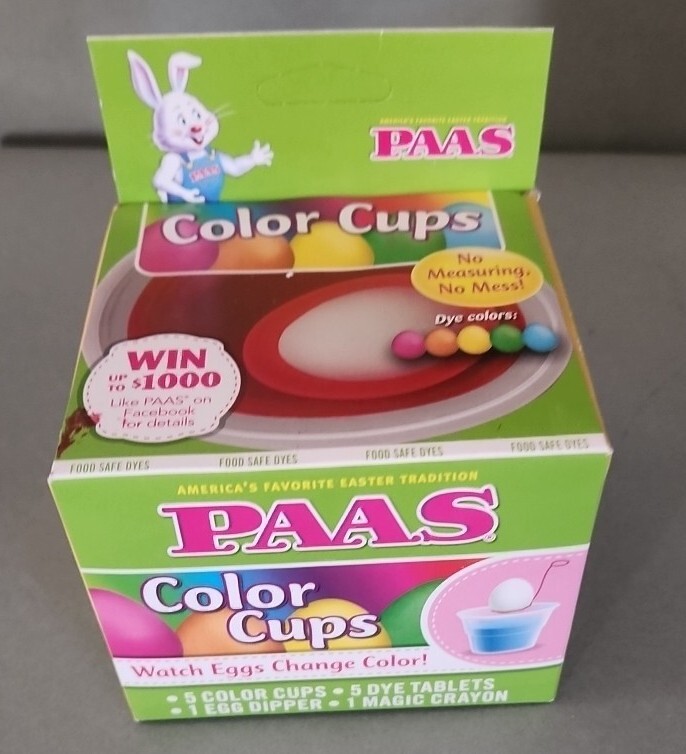 AMERICA'S FAVORITE EASTER TRADITION
PAAS
PAAS
Color Cups
No
Measuring,
No Mess!
Dye colors:
WIN
UP TO $1000
Like PAAS® on
Facebook
for details
FOOD SAFE DYES FOOD SAFE DYES FOOD SAFE DYES FOOD SAFE DYES
AMERICA'S FAVORITE EASTER TRADITION
PAAS®
Color
Cups
Watch Eggs Change Color!
• 5 COLOR CUPS • 5 DYE TABLETS
• 1 EGG DIPPER • 1 MAGIC CRAYON